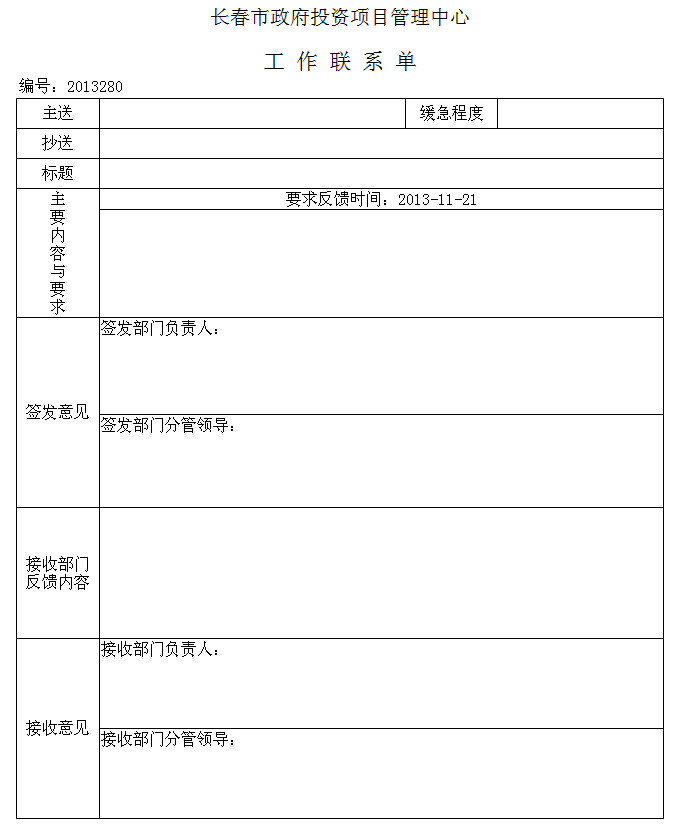 长春市政府投资项目管理中心
工 作 联 系 单
编号：2013280
主送
缓急程度
抄送
标题
主要内容与要求
要求反馈时间：2013-11-21
签发意见
签发部门负责人：
签发部门分管领导：
接收部门
反馈内容
接收意见
接收部门负责人：
接收部门分管领导：